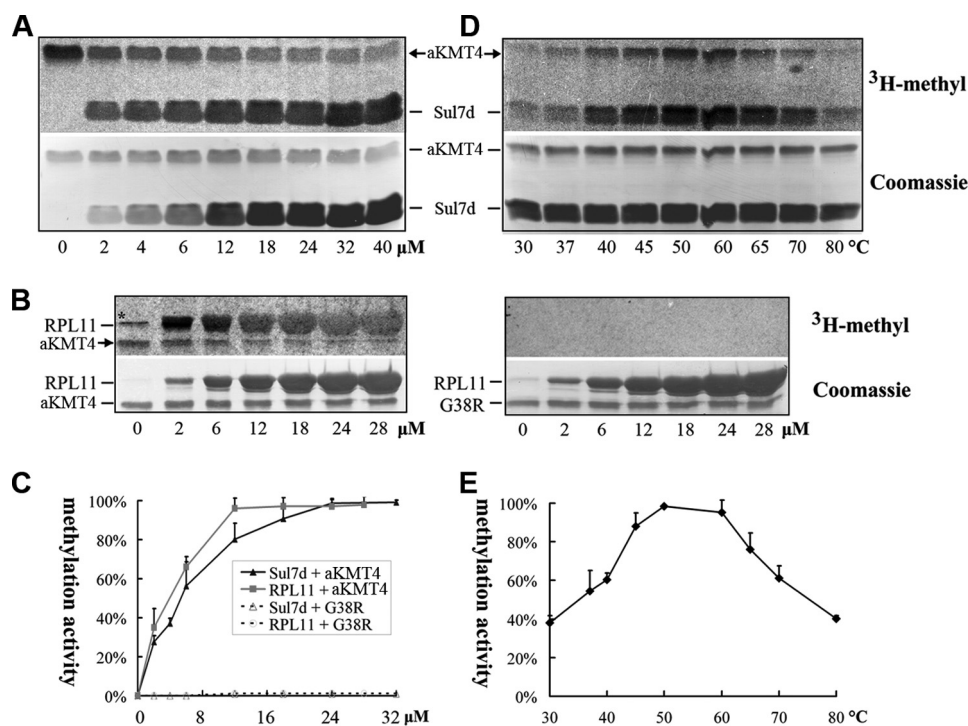 A
aKMT4
Sul7d
aKMT4
Sul7d
0 2 4 6 12 18 24 32 40 μM
D
³H-methyl
Coomassie
30 37 40 45 50 60 65 70 80 °C
B
*
RPL11
aKMT4
RPL11
aKMT4
0 2 6 12 18 24 28 μM
³H-methyl
RPL11
G38R
Coomassie
0 2 6 12 18 24 28 μM
C
methylation activity
100%
80%
60%
40%
20%
0%
Sul7d + aKMT4
RPL11 + aKMT4
Sul7d + G38R
RPL11 + G38R
0 8 16 24 32 μM
E
methylation activity
100%
80%
60%
40%
20%
0%
30 40 50 60 70 80 °C